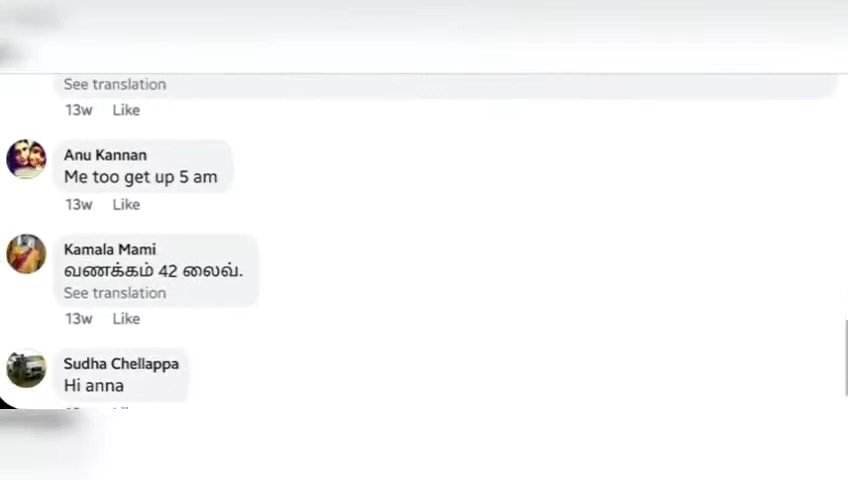 See translation
13w Like
Anu Kannan
Me too get up 5 am
13w Like
Kamala Mami
வணக்கம் 42 லைவ்.
See translation
13w Like
Sudha Chellappa
Hi anna